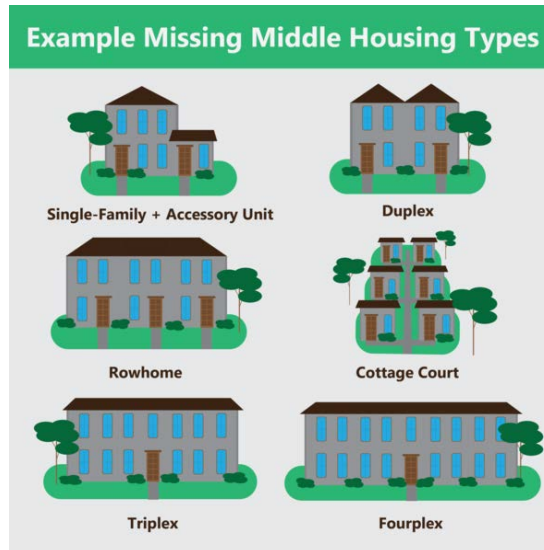 Example Missing Middle Housing Types
Single-Family + Accessory Unit
Duplex
Rowhome
Cottage Court
Triplex
Fourplex